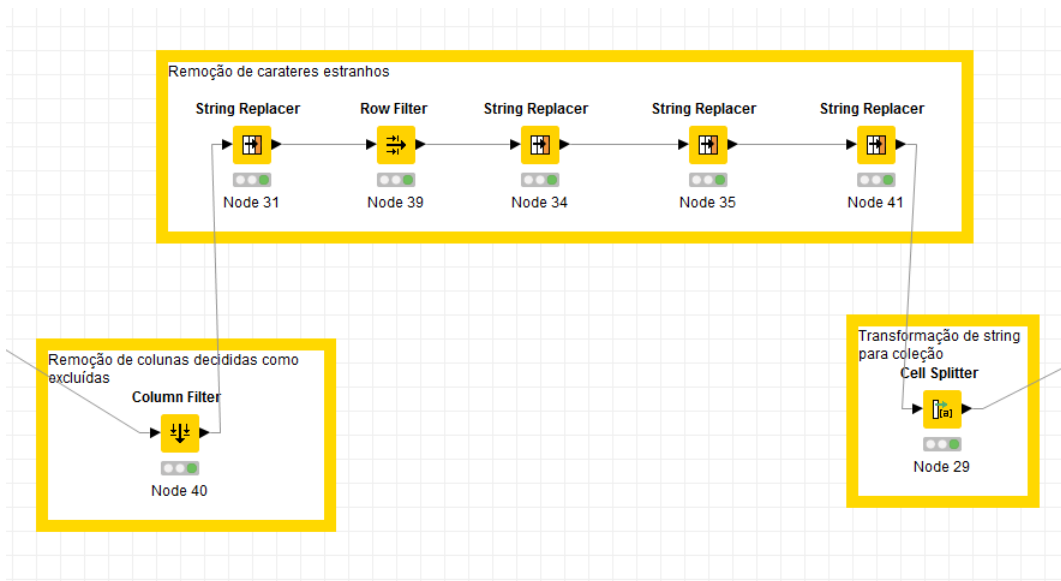 Remoção de carateres estranhos
String Replacer
Row Filter
String Replacer
String Replacer
String Replacer
Node 31
Node 39
Node 34
Node 35
Node 41
Remoção de colunas decididas como
excluídas
Column Filter
Node 40
Transformação de string
para coleção
Cell Splitter
[a]
Node 29